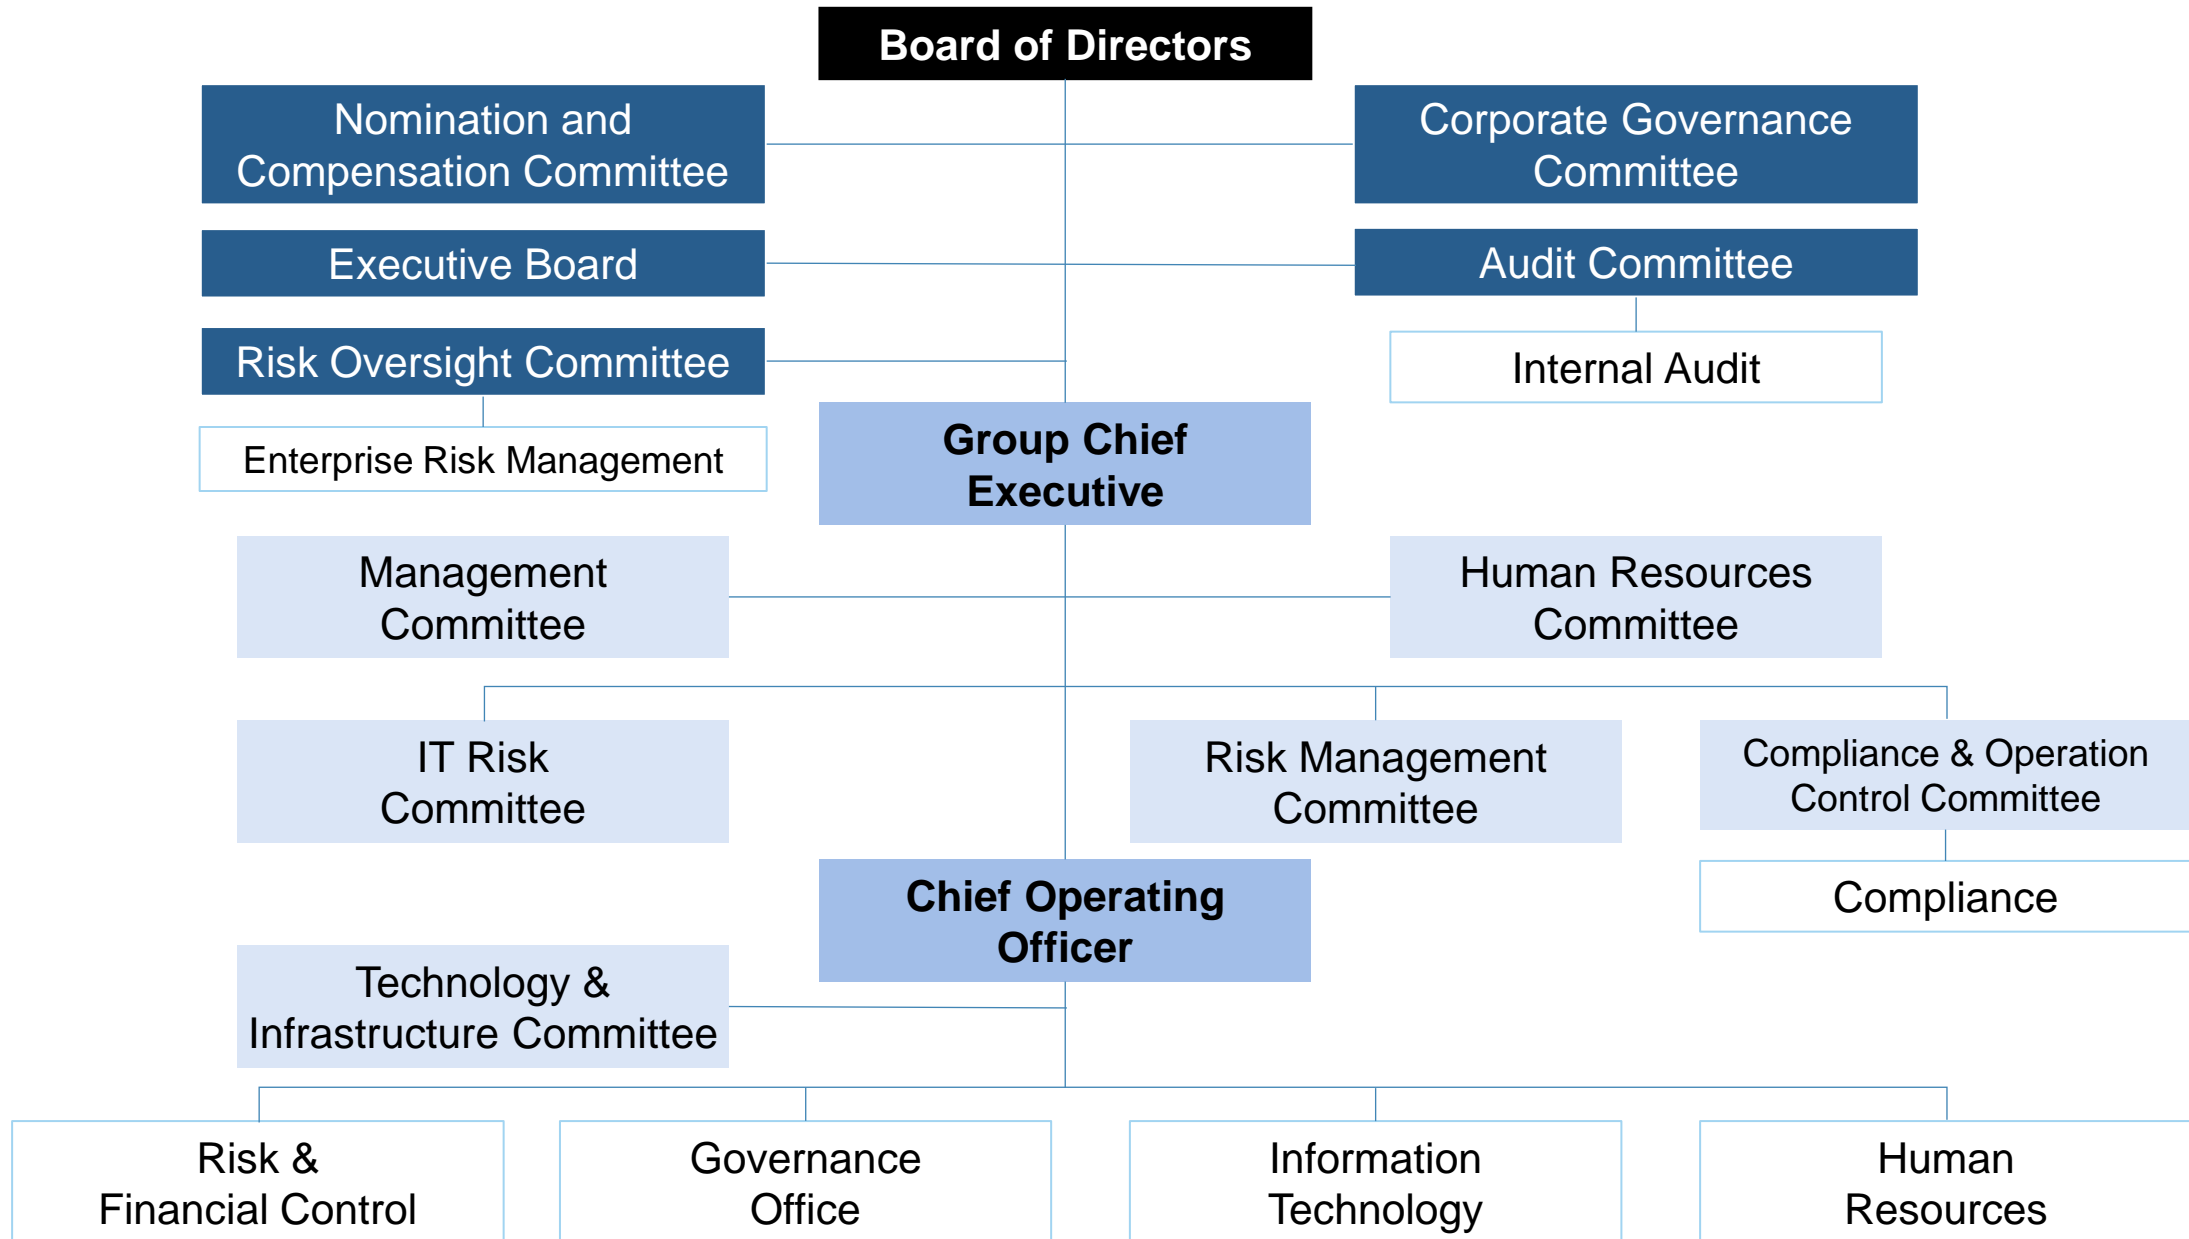 Board of Directors
Nomination and
Compensation Committee
Corporate Governance
Committee
Executive Board
Audit Committee
Risk Oversight Committee
Internal Audit
Enterprise Risk Management
Group Chief
Executive
Management
Committee
Human Resources
Committee
IT Risk
Committee
Risk Management
Committee
Compliance & Operation
Control Committee
Chief Operating
Officer
Compliance
Technology &
Infrastructure Committee
Risk &
Financial Control
Governance
Office
Information
Technology
Human
Resources